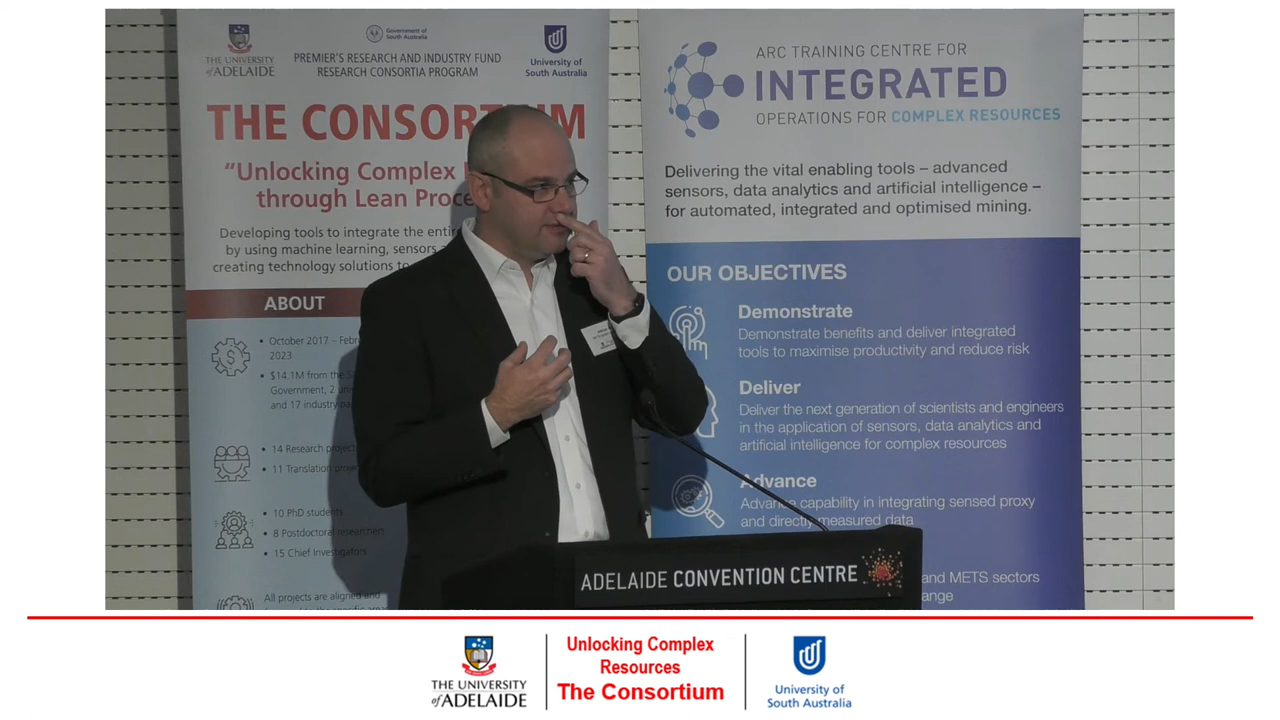 THE UNIVERSITY
of ADELAIDE
Government of
South Australia
PREMIER'S RESEARCH AND INDUSTRY FUND
RESEARCH CONSORTIA PROGRAM
University of
South Australia
THE CONSOR M
"Unlocking Complex
through Lean Proce
Developing tools to integrate the entir
by using machine learning, sensors
creating technology solutions to
ABOUT
October 2017 – Febr
2023
$14.1M from the S
Government, 2 uni
and 17 industry pa
14 Research project
11 Translation proje
10 PhD students
8 Postdoctoral researchers
15 Chief Investigators
All projects are aligned and
ARC TRAINING CENTRE FOR
INTEGRATED
OPERATIONS FOR COMPLEX RESOURCES
Delivering the vital enabling tools – advanced
sensors, data analytics and artificial intelligence –
for automated, integrated and optimised mining.
OUR OBJECTIVES
Demonstrate
Demonstrate benefits and deliver integrated
tools to maximise productivity and reduce risk
Deliver
Deliver the next generation of scientists and engineers
in the application of sensors, data analytics and
artificial intelligence for complex resources
Advance
Advance capability in integrating sensed proxy
and directly measured data
and METS sectors
ange
ADELAIDE CONVENTION CENTRE
THE UNIVERSITY
of ADELAIDE
Unlocking Complex
Resources
The Consortium
University of
South Australia